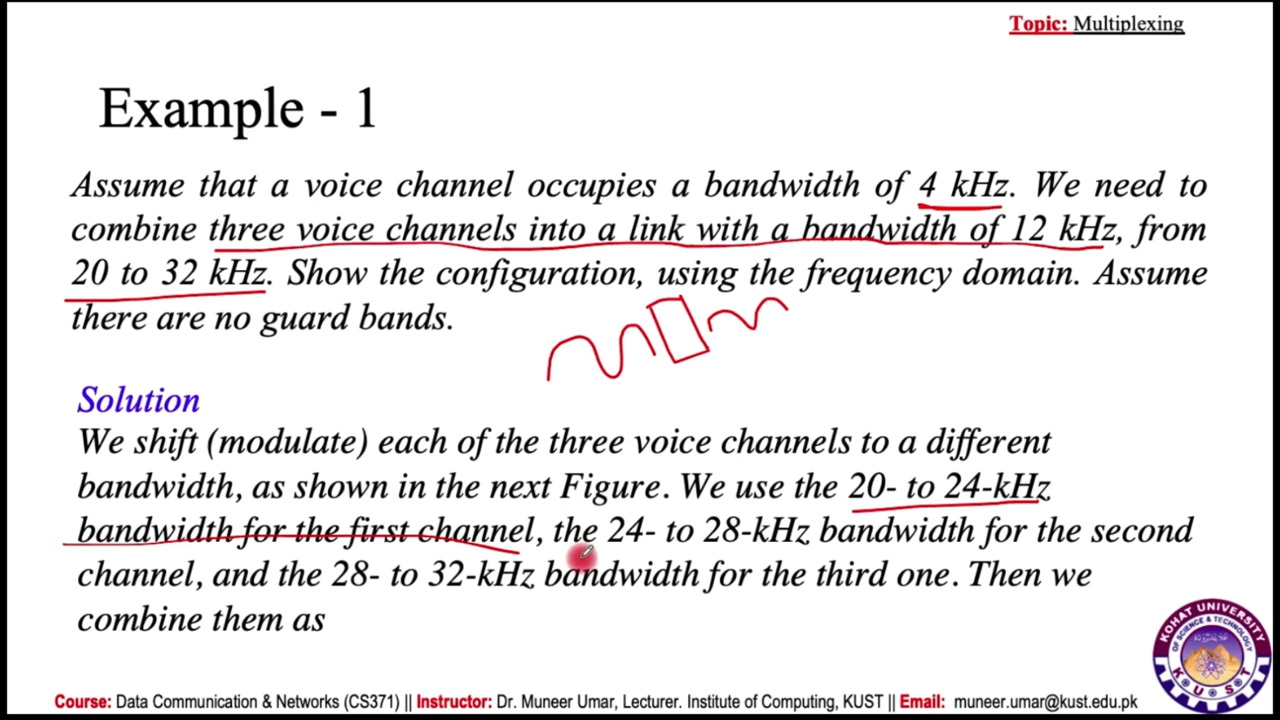 Topic: Multiplexing
Example - 1
Assume that a voice channel occupies a bandwidth of 4 kHz. We need to
combine three voice channels into a link with a bandwidth of 12 kHz, from
20 to 32 kHz. Show the configuration, using the frequency domain. Assume
there are no guard bands.
Solution
We shift (modulate) each of the three voice channels to a different
bandwidth, as shown in the next Figure. We use the 20- to 24-kHz
bandwidth for the first channel, the 24- to 28-kHz bandwidth for the second
channel, and the 28- to 32-kHz bandwidth for the third one. Then we
combine them as
KOHAT UNIVERSITY
OF SCIENCE & TECHNOLOGY
K U S T
Course: Data Communication & Networks (CS371) || Instructor: Dr. Muneer Umar, Lecturer. Institute of Computing, KUST || Email: muneer.umar@kust.edu.pk